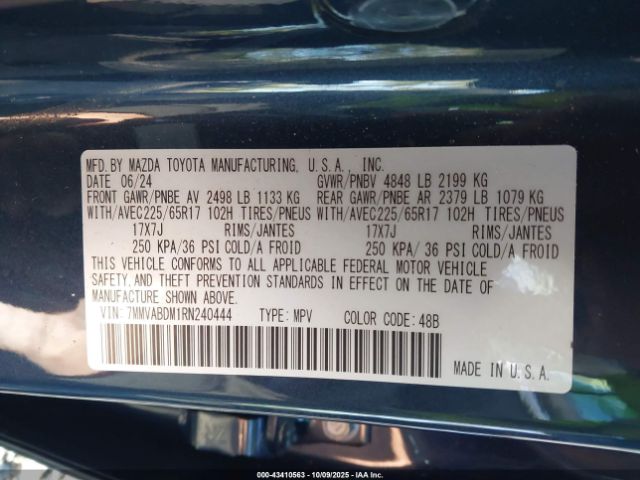 MFD.BY MAZDA TOYOTA MANUFACTURING, U.S.A., INC.
DATE 06/24 GVWR/PNBV 4848 LB 2199 KG
FRONT GAWR/PNBE AV 2498 LB 1133 KG REAR GAWR/PNBE AR 2379 LB 1079 KG
WITH/AVEC225/65R17 102H TIRES/PNEUS WITH/AVEC225/65R17 102H TIRES/PNEUS
17X7J RIMS/JANTES 17X7J RIMS/JANTES
250 KPA/36 PSI COLD/A FROID 250 KPA/36 PSI COLD/A FROID
THIS VEHICLE CONFORMS TO ALL APPLICABLE FEDERAL MOTOR VEHICLE
SAFETY, AND THEFT PREVENTION STANDARDS IN EFFECT ON THE DATE OF
MANUFACTURE SHOWN ABOVE.
VIN:7MMVABDM1RN240444 TYPE:MPV COLOR CODE:48B
MADE IN U.S.A.
000-43410563 - 10/09/2025 - IAA Inc.